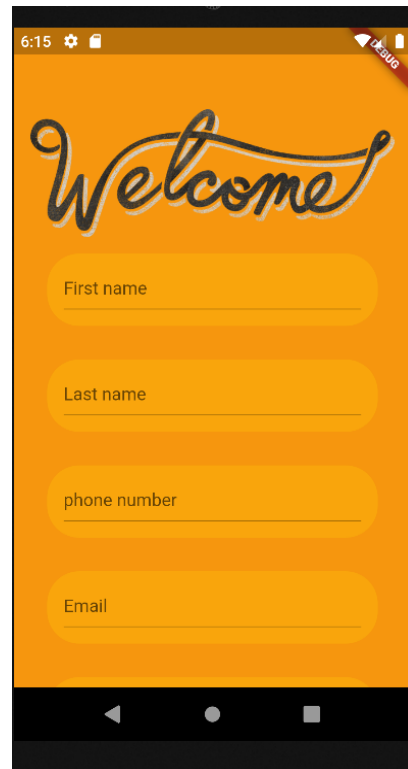 6:15
DEBUG
Welcome
First name
Last name
phone number
Email